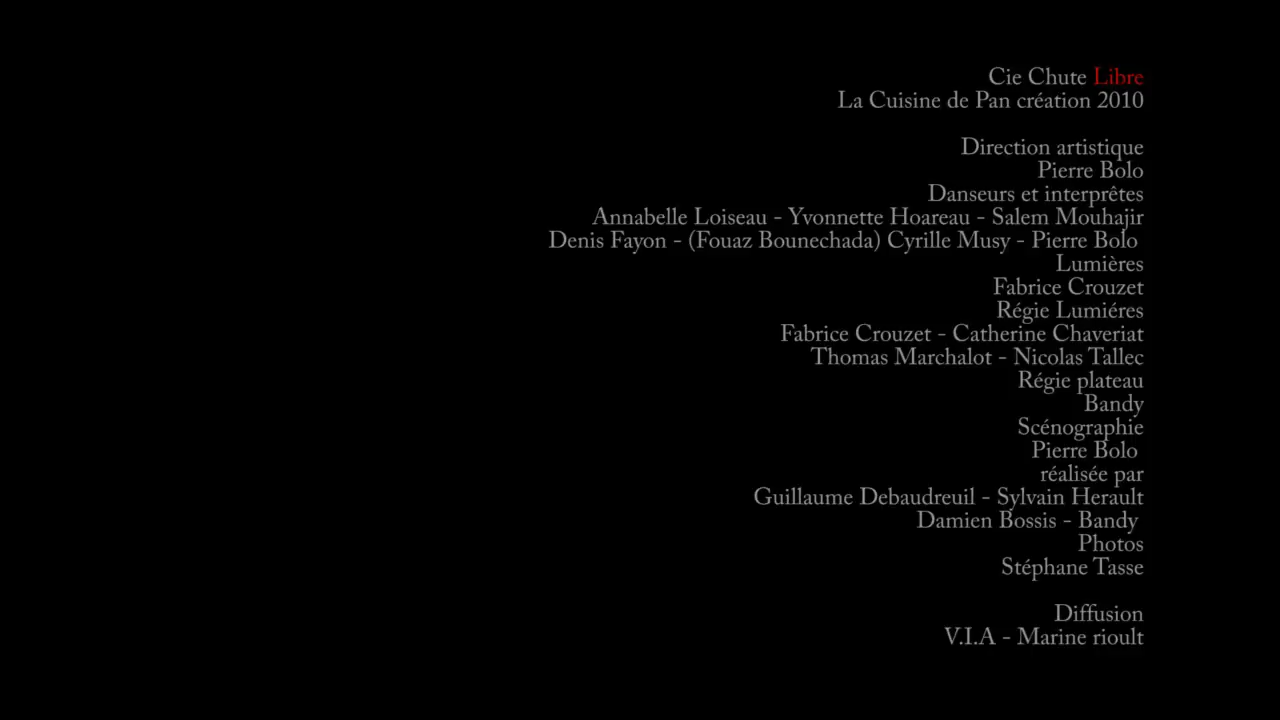 Cie Chute Libre
La Cuisine de Pan création 2010
Direction artistique
Pierre Bolo
Danseurs et interprêtes
Annabelle Loiseau - Yvonnette Hoareau - Salem Mouhajir
Denis Fayon - (Fouaz Bounechada) Cyrille Musy - Pierre Bolo
Lumières
Fabrice Crouzet
Régie Lumiéres
Fabrice Crouzet - Catherine Chaveriat
Thomas Marchalot - Nicolas Tallec
Régie plateau
Bandy
Scénographie
Pierre Bolo
réalisée par
Guillaume Debaudreuil - Sylvain Herault
Damien Bossis - Bandy
Photos
Stéphane Tasse
Diffusion
V.I.A - Marine rioult